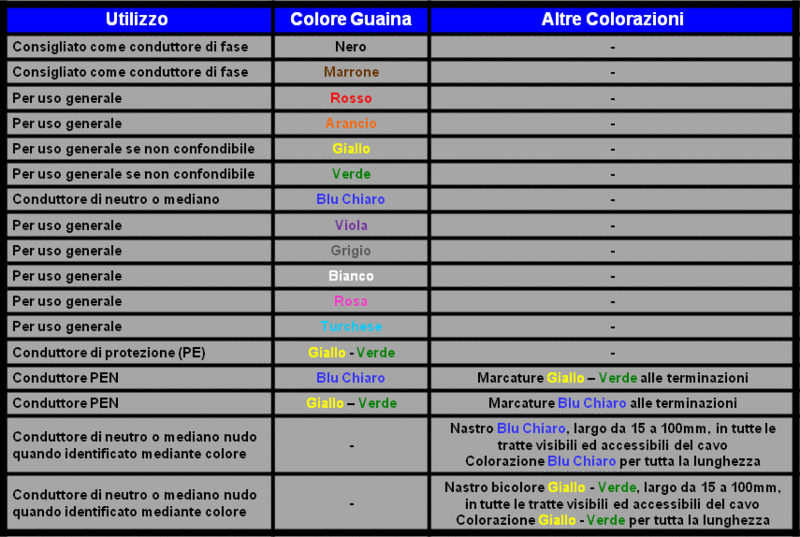 Utilizzo Colore Guaina Altre Colorazioni
Consigliato come conduttore di fase Nero -
Consigliato come conduttore di fase Marrone -
Per uso generale Rosso -
Per uso generale Arancio -
Per uso generale se non confondibile Giallo -
Per uso generale se non confondibile Verde -
Conduttore di neutro o mediano Blu Chiaro -
Per uso generale Viola -
Per uso generale Grigio -
Per uso generale Bianco -
Per uso generale Rosa -
Per uso generale Turchese -
Conduttore di protezione (PE) Giallo - Verde -
Conduttore PEN Blu Chiaro Marcature Giallo – Verde alle terminazioni
Conduttore PEN Giallo – Verde Marcature Blu Chiaro alle terminazioni
Conduttore di neutro o mediano nudo
quando identificato mediante colore
-
Nastro Blu Chiaro, largo da 15 a 100mm, in tutte le
tratte visibili ed accessibili del cavo
Colorazione Blu Chiaro per tutta la lunghezza
Conduttore di neutro o mediano nudo
quando identificato mediante colore
-
Nastro bicolore Giallo - Verde, largo da 15 a 100mm,
in tutte le tratte visibili ed accessibili del cavo
Colorazione Giallo - Verde per tutta la lunghezza